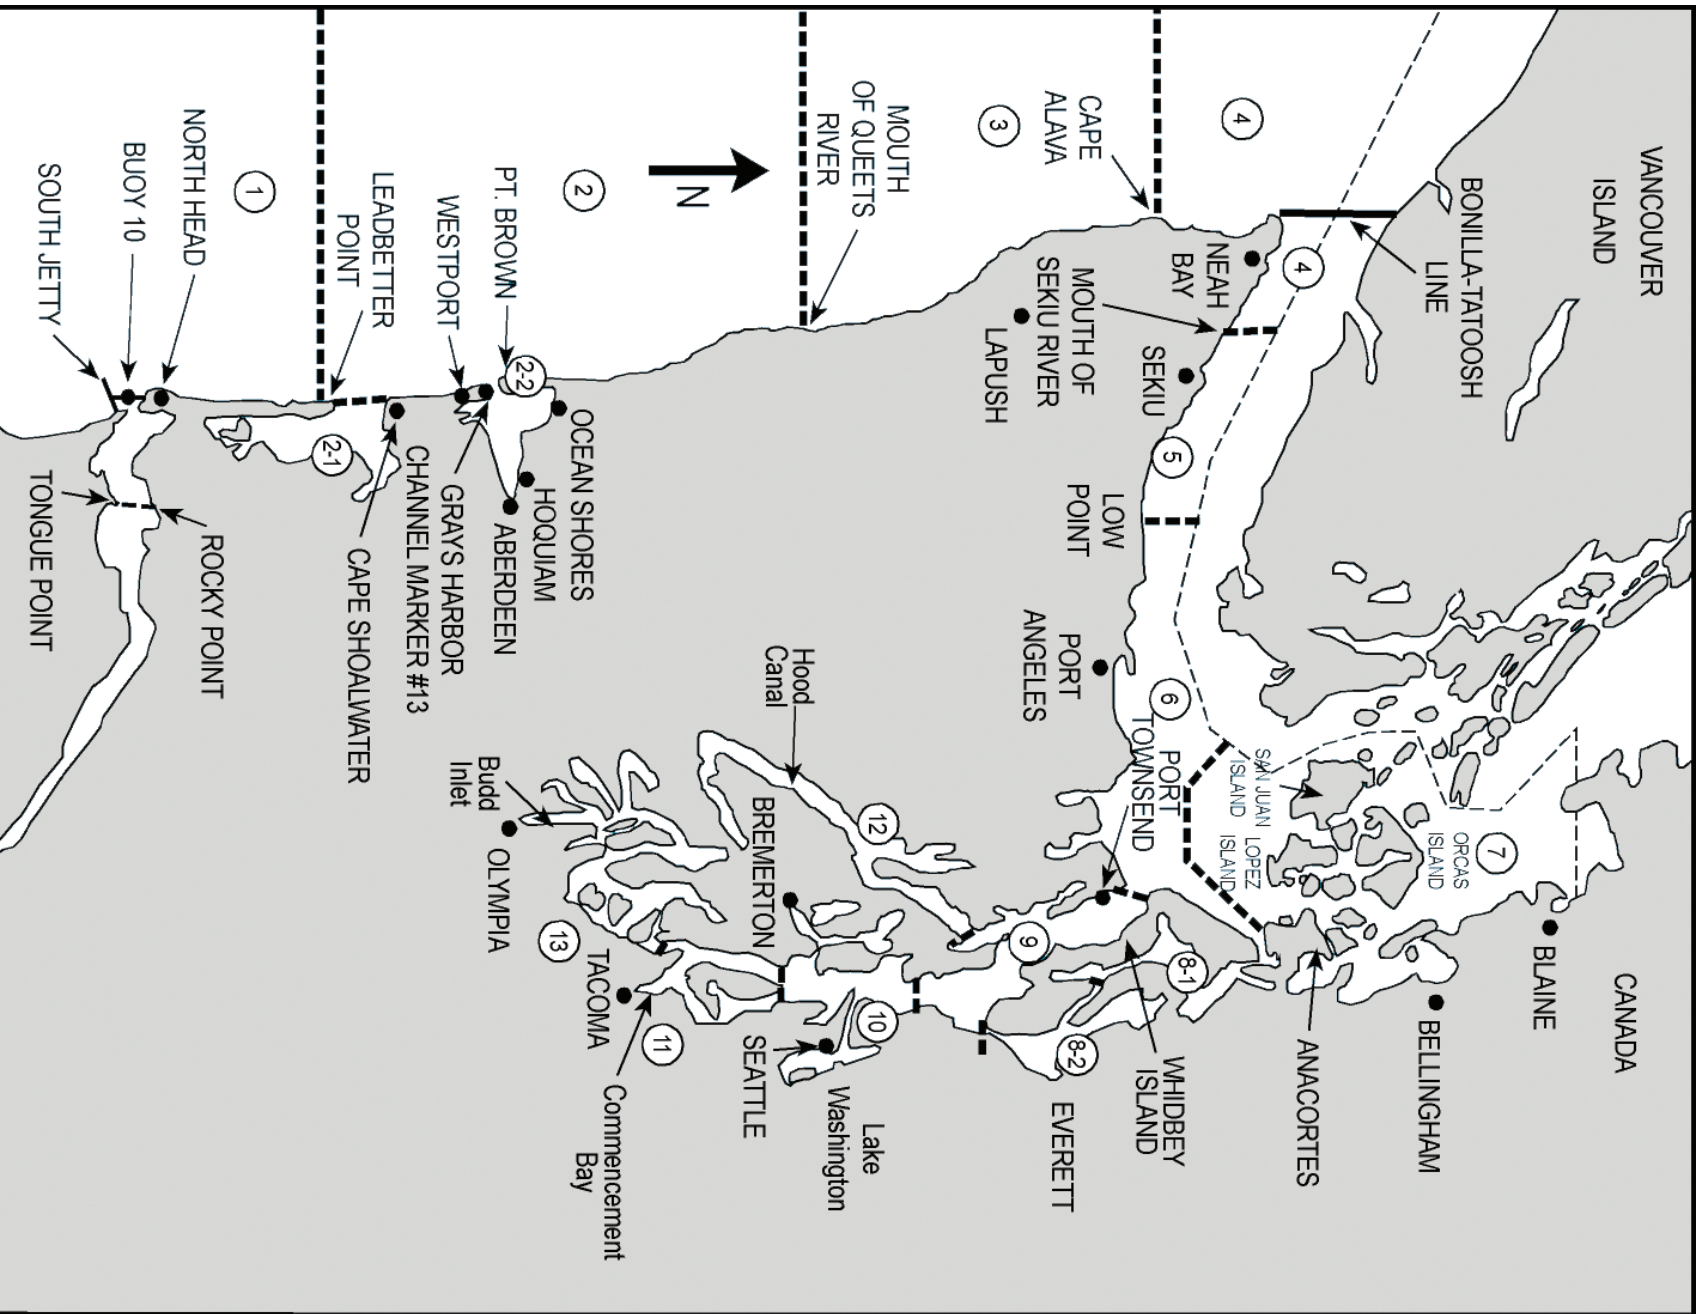 VANCOUVER
ISLAND
BONILLA-TATOOSH
LINE
CANADA
BLAINE
BELLINGHAM
ANACORTES
ORCAS
ISLAND
7
SAN JUAN
ISLAND
LOPEZ
ISLAND
4
4
CAPE
ALAVA
NEAH
BAY
MOUTH OF
SEKIU RIVER
SEKIU
LAPUSH
5
LOW
POINT
PORT
ANGELES
6
PORT
TOWNSEND
8-1
WHIDBEY
ISLAND
9
8-2
EVERETT
3
MOUTH
OF QUEETS
RIVER
N
Hood
Canal
12
10
Lake
Washington
BREMERTON
SEATTLE
11
Commencement
Bay
TACOMA
13
Budd
Inlet
OLYMPIA
2
PT. BROWN
WESTPORT
2-2
OCEAN SHORES
HOQUIAM
ABERDEEN
GRAYS HARBOR
CHANNEL MARKER #13
CAPE SHOALWATER
LEADBETTER
POINT
2-1
1
NORTH HEAD
BUOY 10
SOUTH JETTY
ROCKY POINT
TONGUE POINT